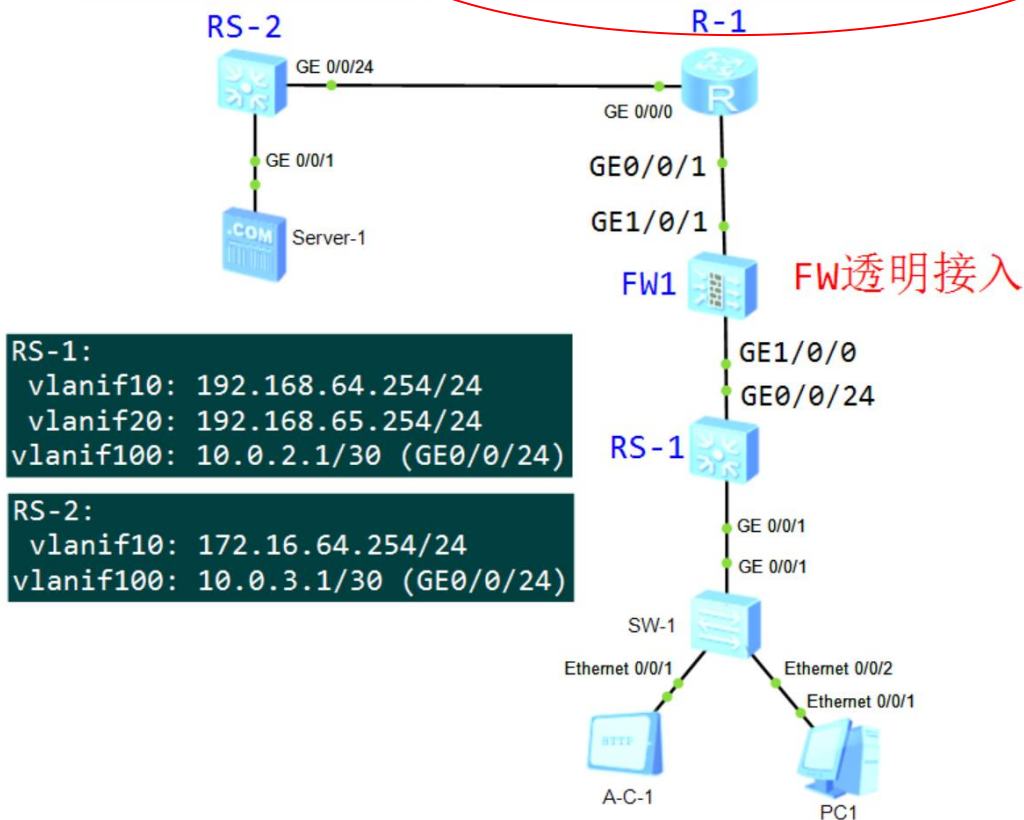 RS-2
R-1
GE 0/0/24
GE 0/0/0
GE 0/0/1
GE0/0/1
GE1/0/1
.COM
Server-1
R
FW1
FW透明接入
GE1/0/0
GE0/0/24
RS-1:
vlanif10: 192.168.64.254/24
vlanif20: 192.168.65.254/24
vlanif100: 10.0.2.1/30 (GE0/0/24)
RS-1
RS-2:
vlanif10: 172.16.64.254/24
vlanif100: 10.0.3.1/30 (GE0/0/24)
GE 0/0/1
GE 0/0/1
SW-1
Ethernet 0/0/1
Ethernet 0/0/2
Ethernet 0/0/1
HTTP
A-C-1
PC1